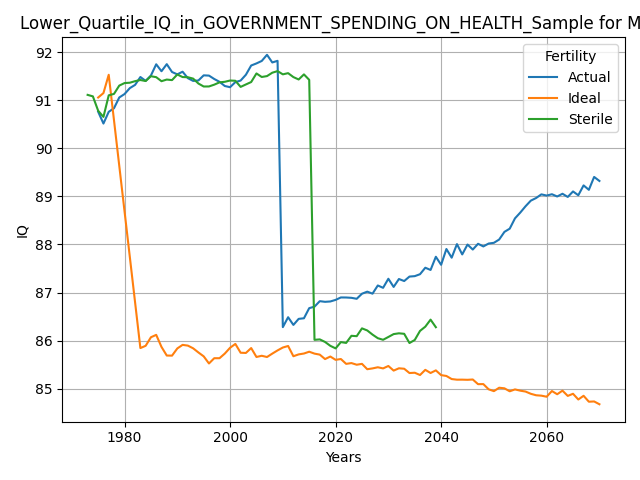 Lower_Quartile_IQ_in_GOVERNMENT_SPENDING_ON_HEALTH_Sample for M
Fertility
Actual
Ideal
Sterile
92
91
90
89
88
87
86
85
IQ
1980 2000 2020 2040 2060
Years